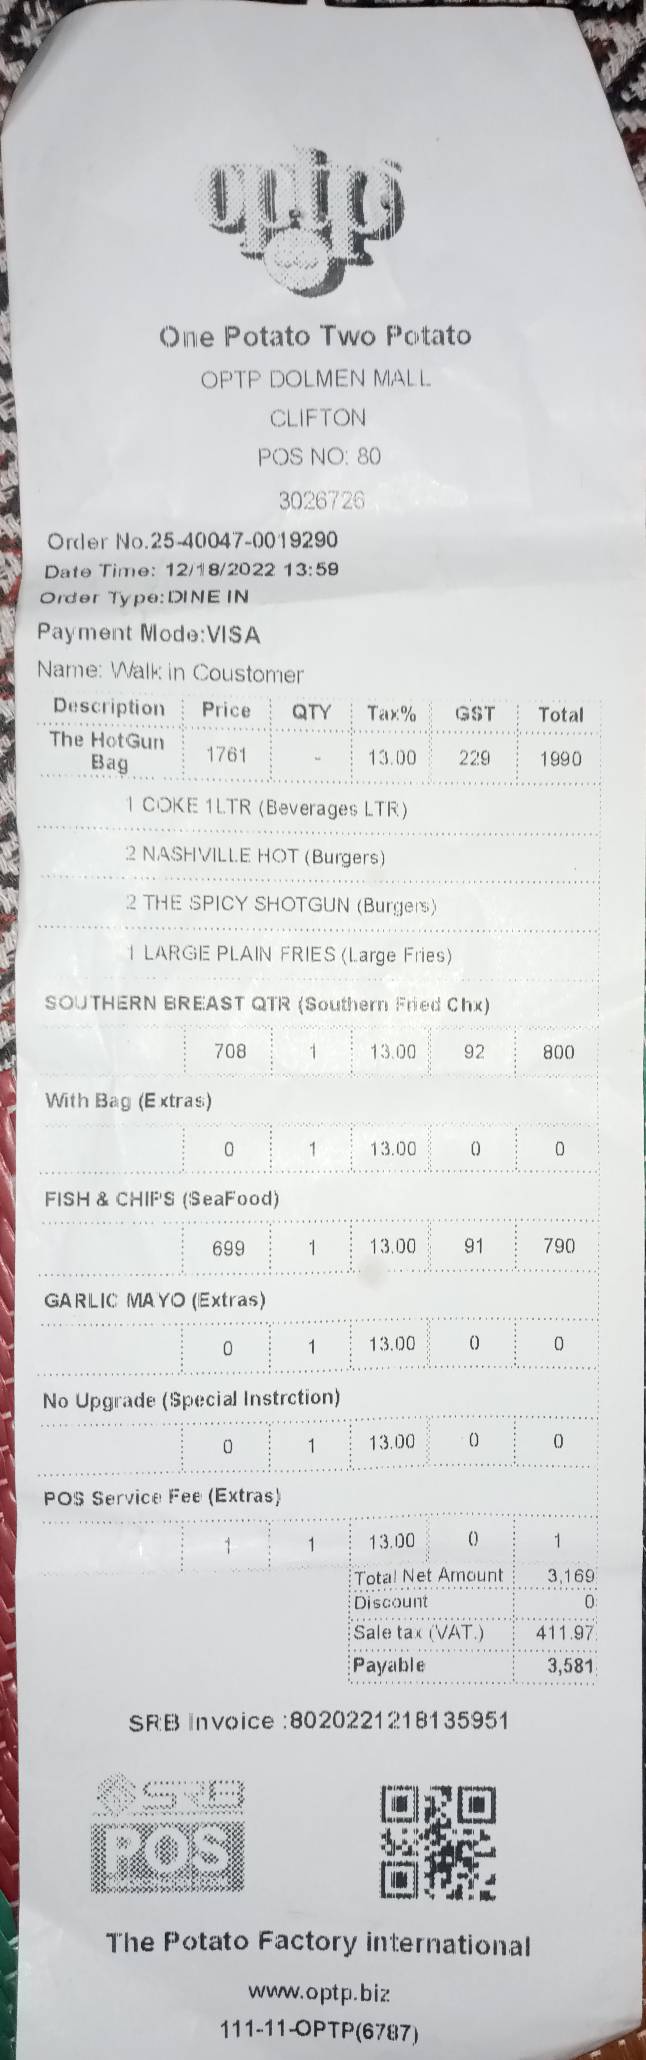 optp
One Potato Two Potato
OPTP DOLMEN MALL
CLIFTON
POS NO: 80
3026726
Order No.25-40047-0019290
Date Time: 12/18/2022 13:59
Order Type:DINE IN
Payment Mode:VISA
Name: Walk in Coustomer
Description Price QTY Tax% GST Total
The HotGun Bag 1761 - 13.00 229 1990
1 COKE 1LTR (Beverages LTR)
2 NASHVILLE HOT (Burgers)
2 THE SPICY SHOTGUN (Burgers)
1 LARGE PLAIN FRIES (Large Fries)
SOUTHERN BREAST QTR (Southern Fried Chx)
708 1 13.00 92 800
With Bag (Extras)
0 1 13.00 0 0
FISH & CHIPS (SeaFood)
699 1 13.00 91 790
GARLIC MAYO (Extras)
0 1 13.00 0 0
No Upgrade (Special Instrction)
0 1 13.00 0 0
POS Service Fee (Extras)
1 1 13.00 0 1
Total Net Amount 3,169
Discount 0
Sale tax (VAT.) 411.97
Payable 3,581
SRB Invoice :8020221218135951
SRB
POS
The Potato Factory international
www.optp.biz
111-11-OPTP(6787)